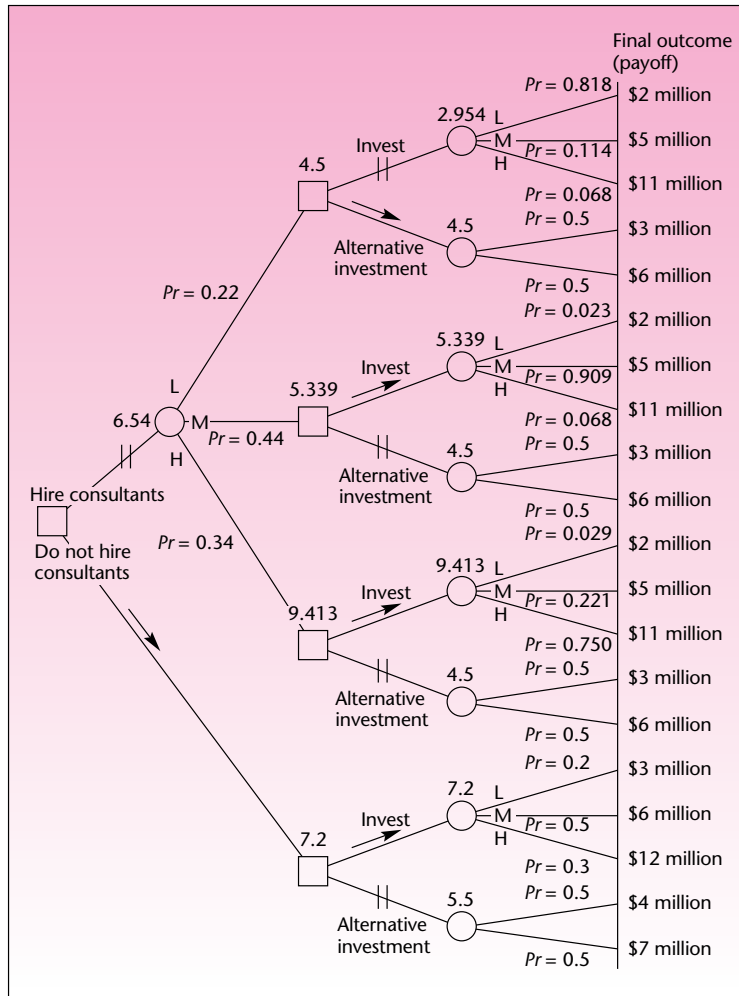 Final outcome
(payoff)
Pr = 0.818
$2 million
2.954
L
M
H
$5 million
Pr = 0.114
$11 million
Pr = 0.068
4.5
Invest
Pr = 0.5
$3 million
4.5
Alternative
investment
$6 million
Pr = 0.5
Pr = 0.22
Pr = 0.023
$2 million
5.339
L
M
H
$5 million
Pr = 0.909
$11 million
Pr = 0.068
5.339
Invest
Pr = 0.5
$3 million
4.5
Alternative
investment
$6 million
Pr = 0.5
L
6.54
M
Pr = 0.44
H
Hire consultants
Do not hire
consultants
Pr = 0.34
Pr = 0.029
$2 million
9.413
L
M
H
$5 million
Pr = 0.221
$11 million
Pr = 0.750
9.413
Invest
Pr = 0.5
$3 million
4.5
Alternative
investment
$6 million
Pr = 0.5
Pr = 0.2
$3 million
7.2
L
M
H
$6 million
Pr = 0.5
$12 million
Pr = 0.3
7.2
Invest
Pr = 0.5
$4 million
5.5
Alternative
investment
$7 million
Pr = 0.5